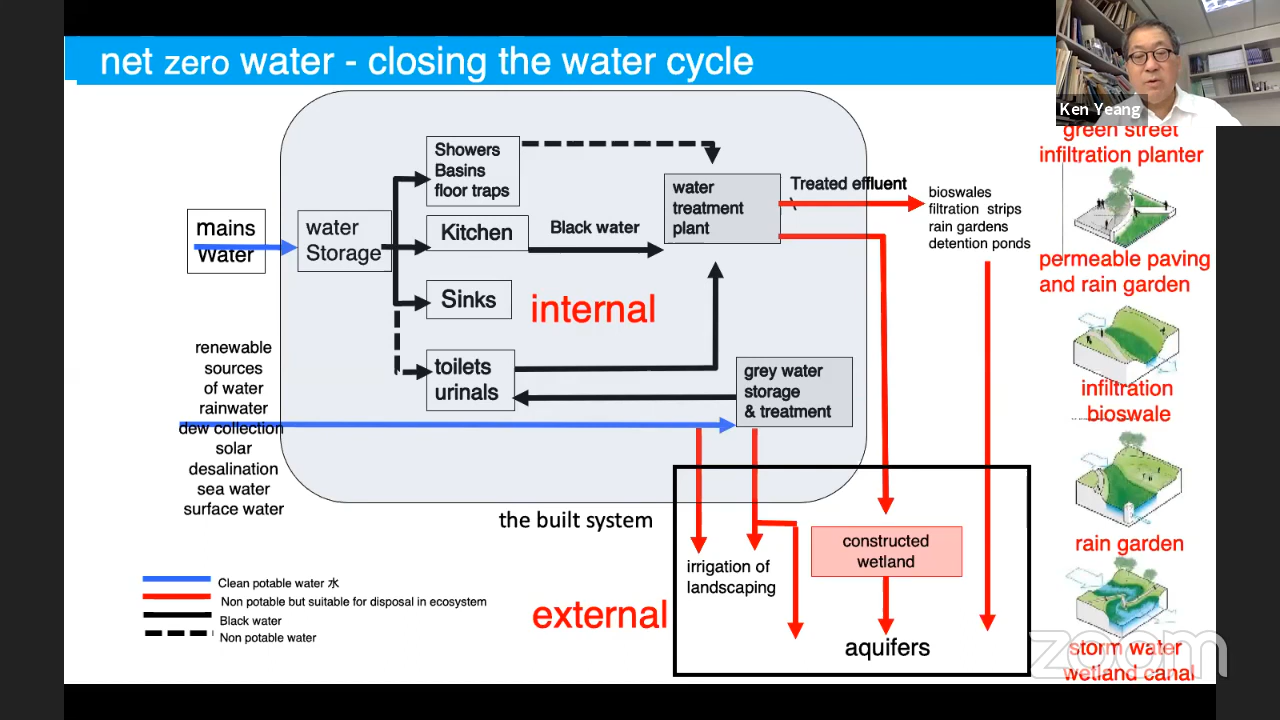 net zero water - closing the water cycle
Ken Yeang
mains
Water
water
Storage
Showers
Basins
floor traps
Kitchen
Sinks
toilets
urinals
Black water
internal
water
treatment
plant
Treated effluent
bioswales
filtration strips
rain gardens
detention ponds
grey water
storage
& treatment
renewable
sources
of water
rainwater
dew collection
solar
desalination
sea water
surface water
the built system
external
irrigation of
landscaping
constructed
wetland
aquifers
Clean potable water 水
Non potable but suitable for disposal in ecosystem
Black water
Non potable water
green street
infiltration planter
permeable paving
and rain garden
infiltration
bioswale
rain garden
storm water
wetland canal
zoom